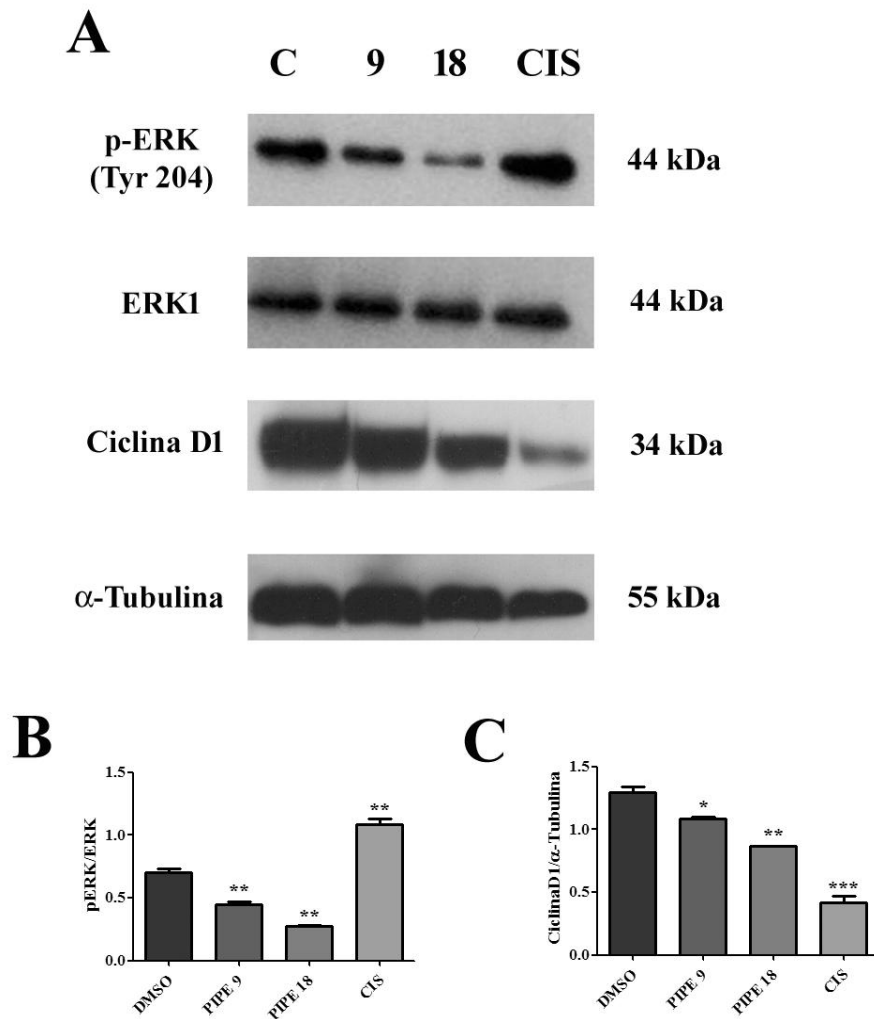 A
C 9 18 CIS
p-ERK
(Tyr 204)
44 kDa
ERK1
44 kDa
Ciclina D1
34 kDa
α-Tubulina
55 kDa
B
pERK/ERK
1.5
1.0
0.5
0.0
**
**
**
DMSO
PIPE 9
PIPE 18
CIS
C
CiclinaD1/α-Tubulina
1.5
1.0
0.5
0.0
*
**
***
DMSO
PIPE 9
PIPE 18
CIS